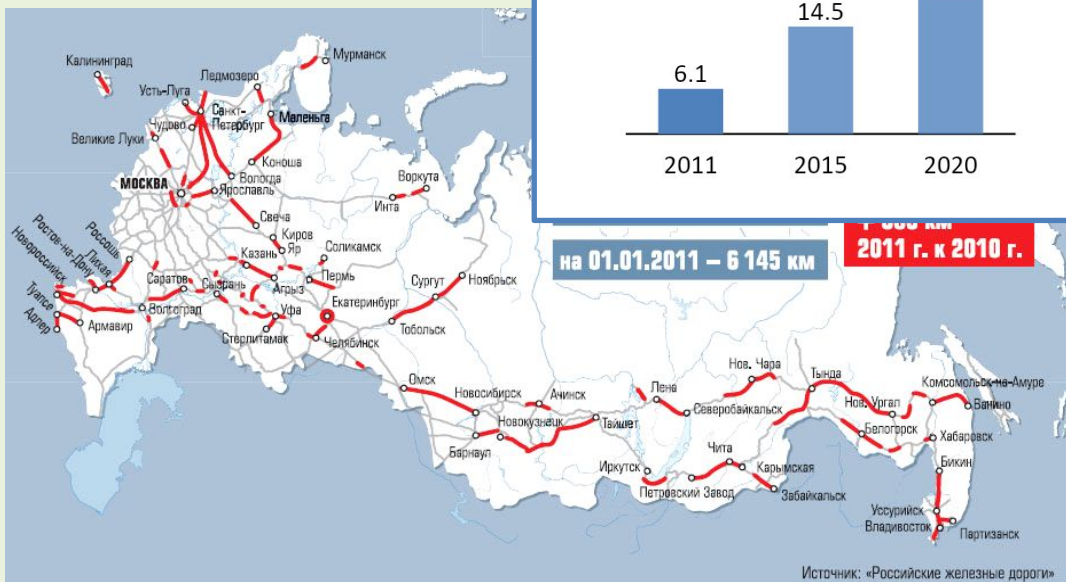 14.5
6.1
2011
2015
2020
на 01.01.2011 – 6 145 км
2011 г. к 2010 г.
Калининград
Мурманск
Ледмозеро
Усть-Луга
Санкт-
Петербург
Чудово
Маленьга
Великие Луки
Коноша
Вологда
МОСКВА
Ярославль
Воркута
Инта
Свеча
Киров
Яр
Соликамск
Казань
Россошь
Лихая
Ростов-на-Дону
Новороссийск
Туапсе
Адлер
Армавир
Саратов
Сызрань
Волгоград
Агрыз
Пермь
Екатеринбург
Уфа
Стерлитамак
Челябинск
Сургут
Ноябрьск
Тобольск
Омск
Новосибирск
Ачинск
Новокузнецк
Барнаул
Тайшет
Лена
Северобайкальск
Нов. Чара
Тында
Комсомольск-на-Амуре
Нов. Ургал
Ванино
Белогорск
Хабаровск
Бикин
Чита
Иркутск
Карымская
Петровский Завод
Забайкальск
Уссурийск
Владивосток
Партизанск
Источник: «Российские железные дороги»